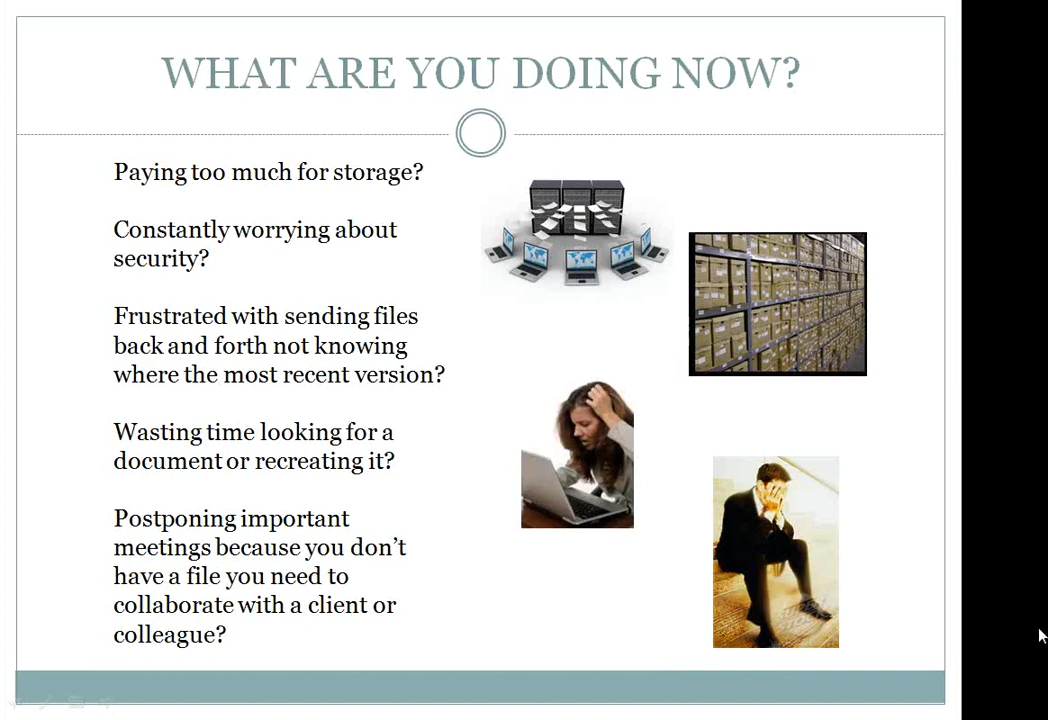 WHAT ARE YOU DOING NOW?
Paying too much for storage?
Constantly worrying about
security?
Frustrated with sending files
back and forth not knowing
where the most recent version?
Wasting time looking for a
document or recreating it?
Postponing important
meetings because you don't
have a file you need to
collaborate with a client or
colleague?